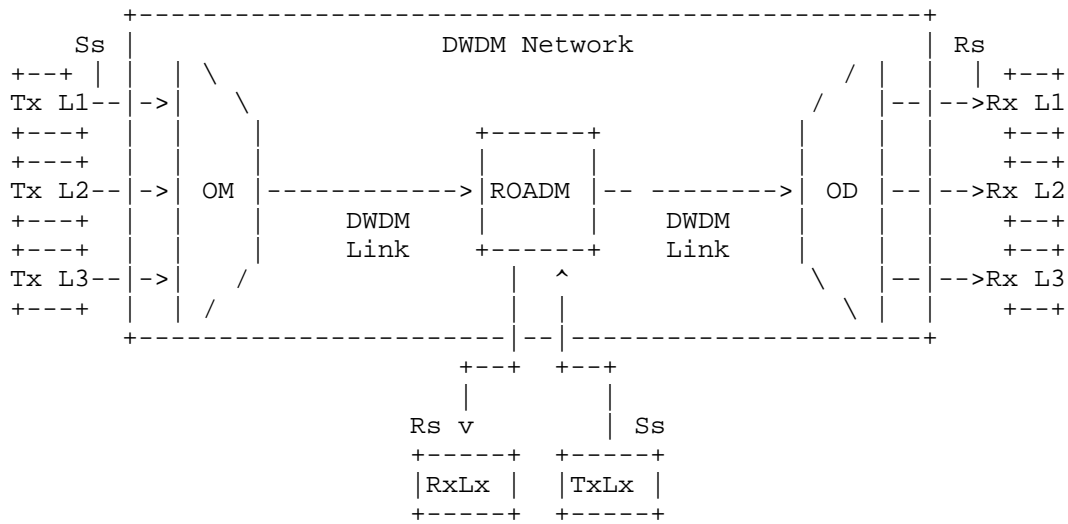 DWDM Network
Ss Rs
Tx L1 Rx L1
Tx L2 OM ROADM OD Rx L2
DWDM DWDM
Link Link
Tx L3 Rx L3
Rs v Ss
RxLx TxLx